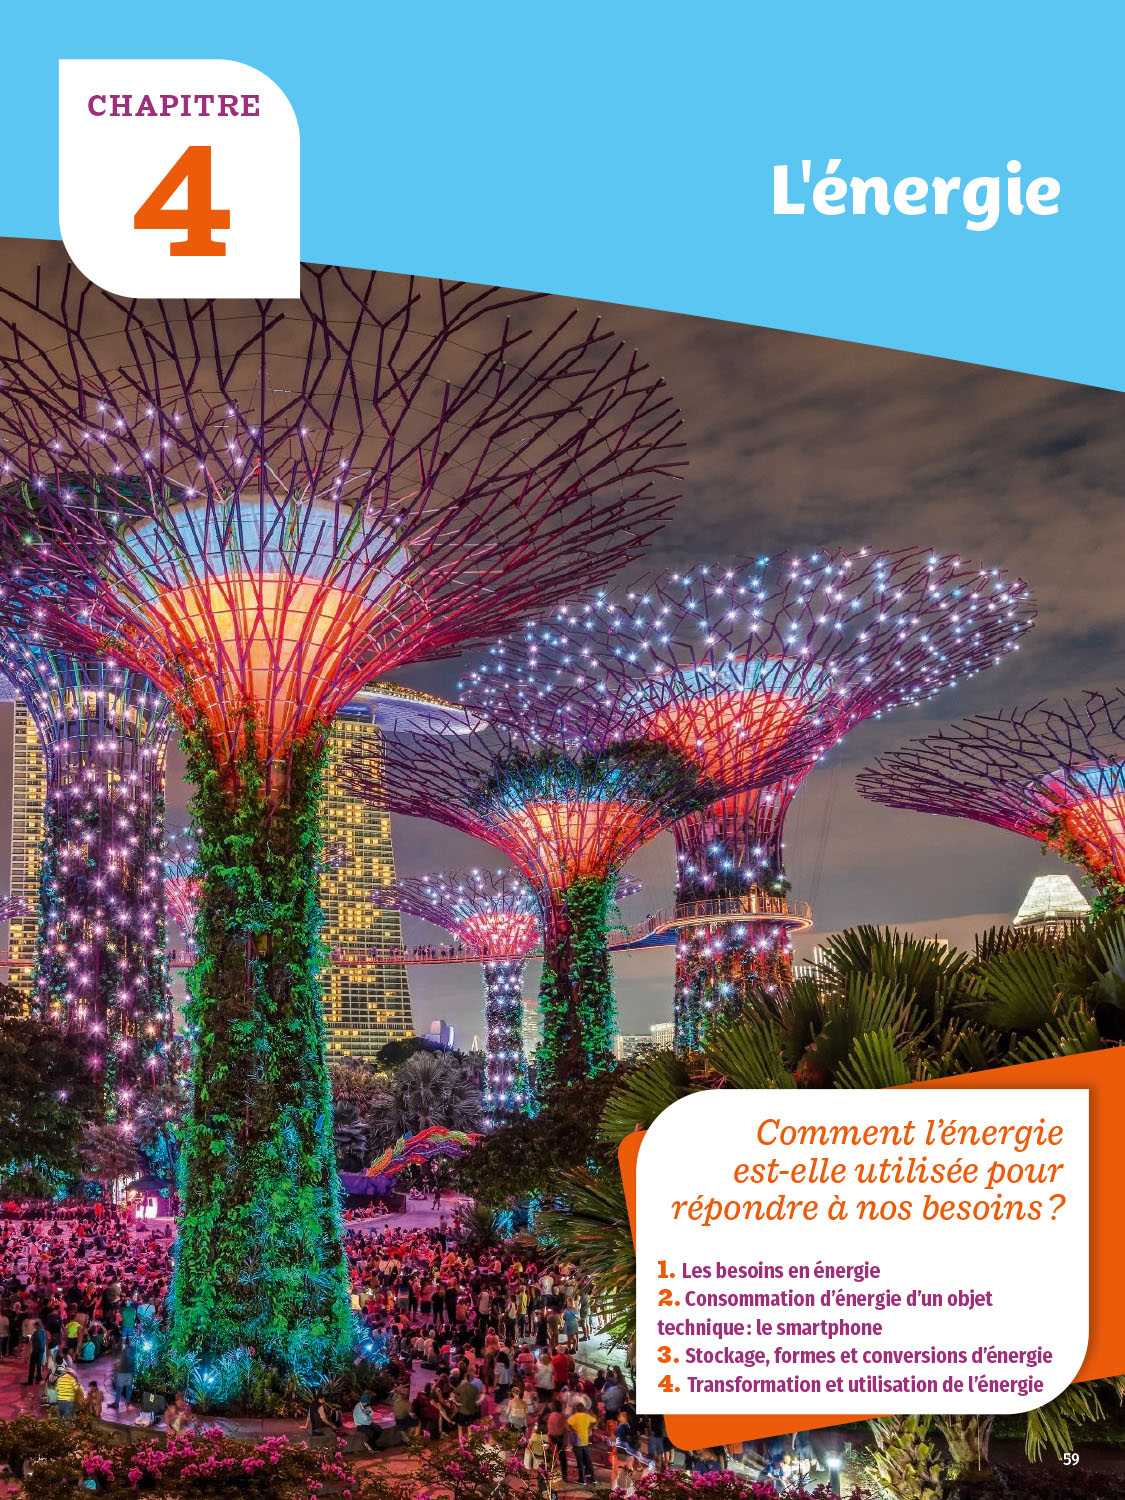 CHAPITRE
4
L'énergie
Comment l’énergie
est-elle utilisée pour
répondre à nos besoins ?
1. Les besoins en énergie
2. Consommation d’énergie d’un objet
technique : le smartphone
3. Stockage, formes et conversions d’énergie
4. Transformation et utilisation de l’énergie
59